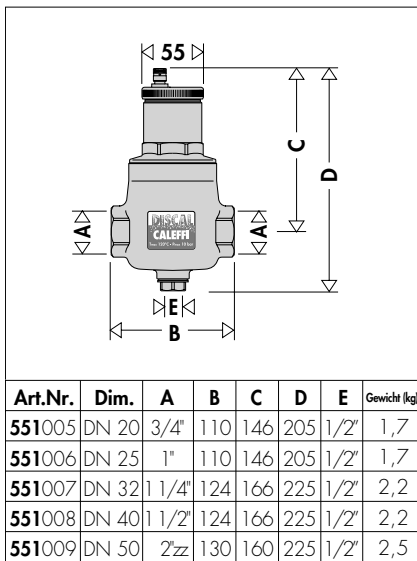 55
C
D
A
A
DISCAL
CALEFFI
E
B
Art.Nr. Dim. A B C D E Gewicht (kg)
551005 DN 20 3/4" 110 146 205 1/2" 1,7
551006 DN 25 1" 110 146 205 1/2" 1,7
551007 DN 32 1 1/4" 124 166 225 1/2" 2,2
551008 DN 40 1 1/2" 124 166 225 1/2" 2,2
551009 DN 50 2"zz 130 160 225 1/2" 2,5